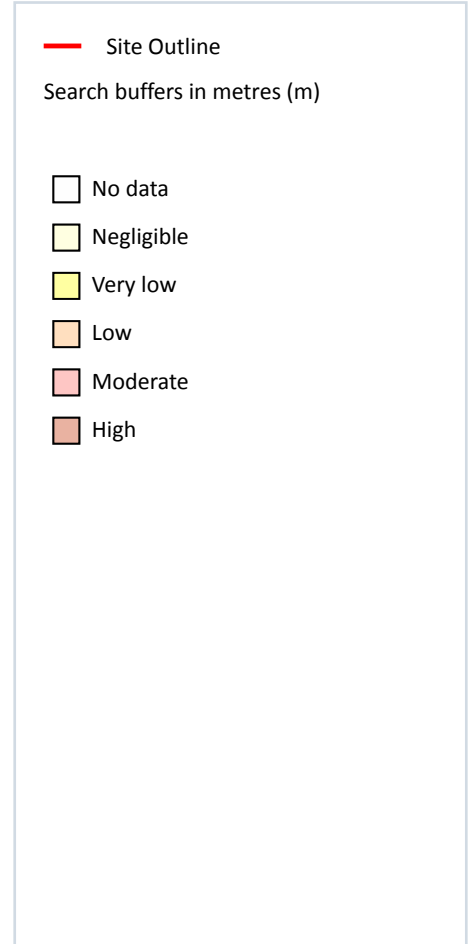 Site Outline
Search buffers in metres (m)
No data
Negligible
Very low
Low
Moderate
High